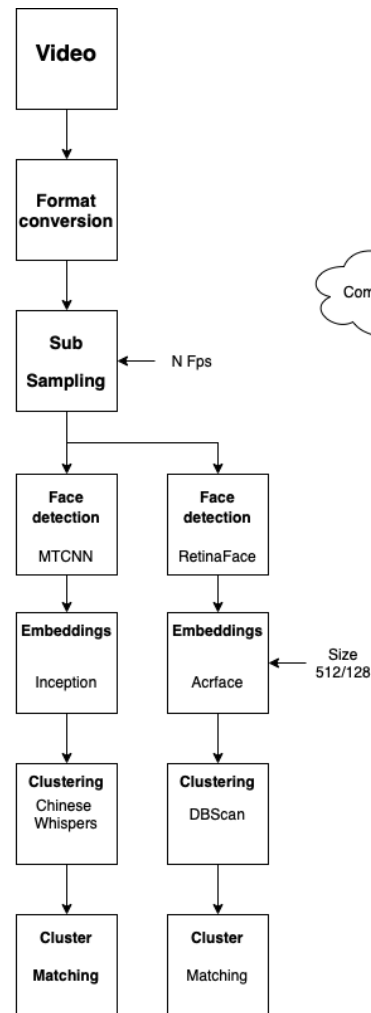 Video
Format
conversion
Com
Sub
Sampling
N Fps
Face
detection
MTCNN
Face
detection
RetinaFace
Embeddings
Inception
Embeddings
Acrface
Size
512/128
Clustering
Chinese
Whispers
Clustering
DBScan
Cluster
Matching
Cluster
Matching